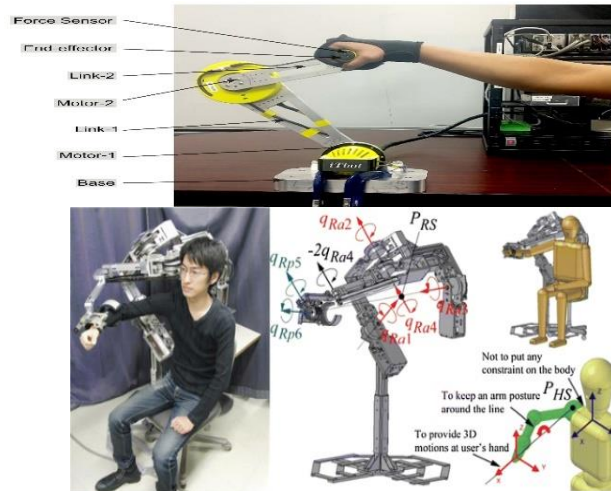 Force Sensor
End-effector
Link-2
Motor-2
Link-1
Motor-1
Base
iTbot
q_Ra2
P_RS
q_Rp5
-2q_Ra4
q_Rp6
q_Ra3
q_Ra4
q_Ra1
Not to put any
constraint on the body
To keep an arm posture
around the line
P_HS
To provide 3D
motions at user's hand
Z
X
Y
Z
X
Y